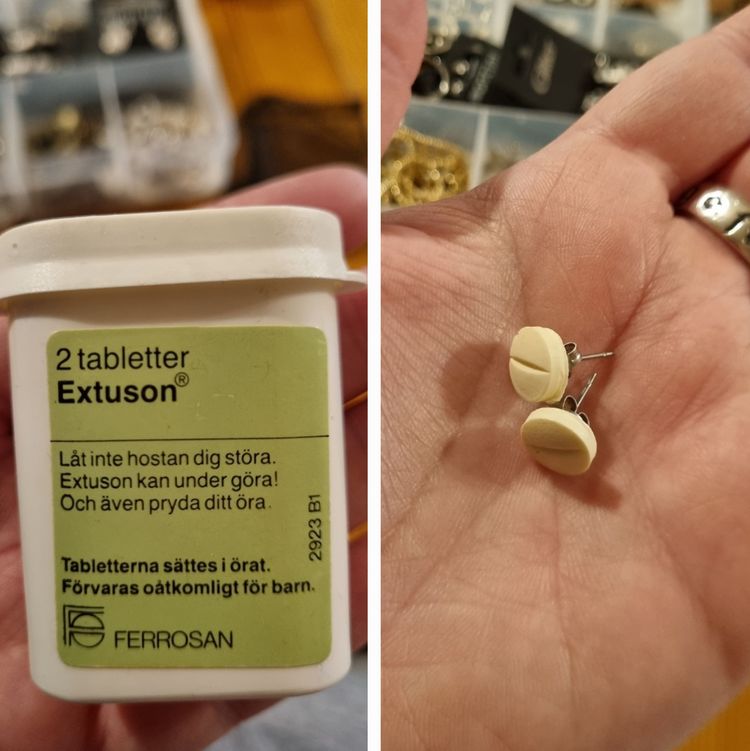 2 tabletter
Extuson®
Låt inte hostan dig störa.
Extuson kan under göra!
Och även pryda ditt öra.
2923 B1
Tabletterna sättes i örat.
Förvaras oåtkomligt för barn.
FERROSAN